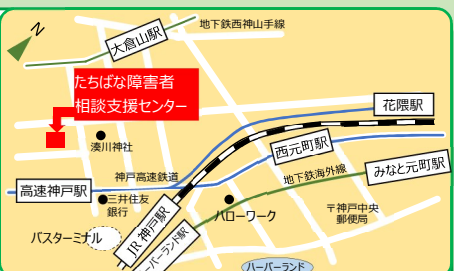 N
地下鉄西神山手線
大倉山駅
たちばな障害者
相談支援センター
花隈駅
湊川神社
西元町駅
神戸高速鉄道
みなと元町駅
地下鉄海外線
高速神戸駅
三井住友
銀行
ハローワーク
〒神戸中央
郵便局
JR 神戸駅
バスターミナル
ハーバーランド駅
ハーバーランド